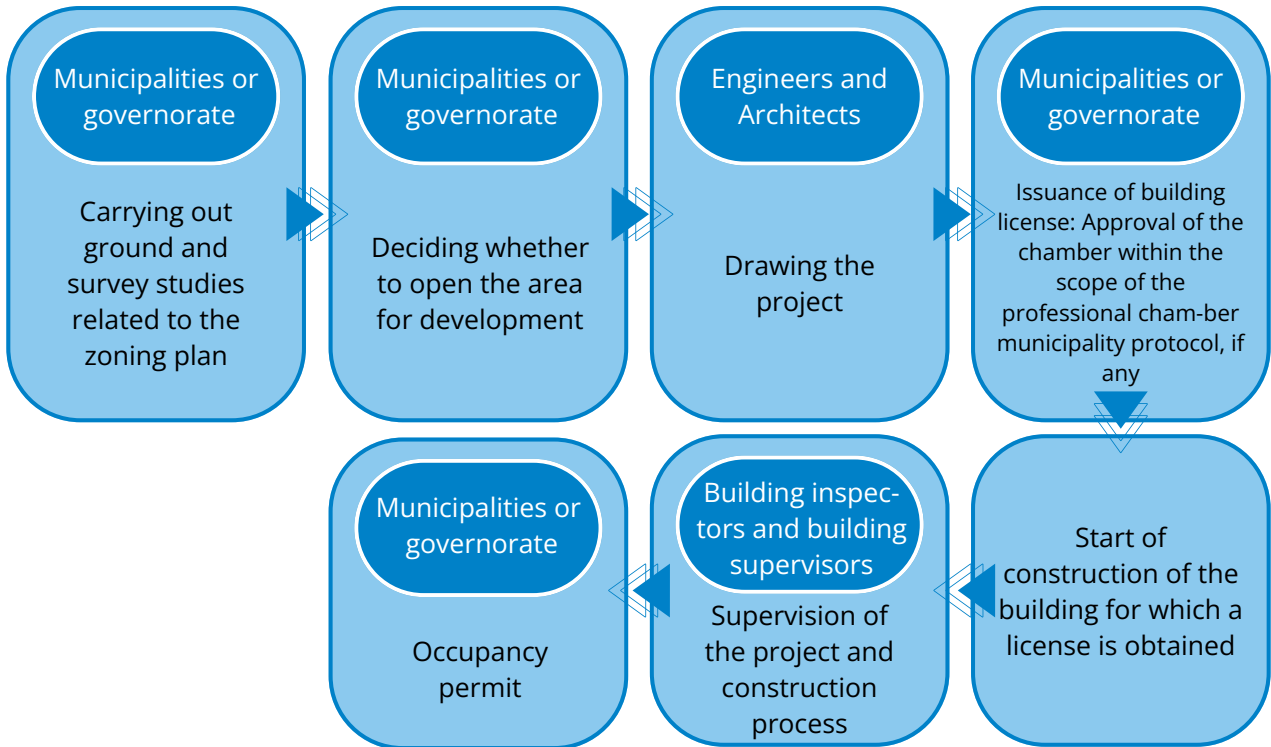 Municipalities or
governorate
Carrying out
ground and
survey studies
related to the
zoning plan
Municipalities or
governorate
Deciding whether
to open the area
for development
Engineers and
Architects
Drawing the
project
Municipalities or
governorate
Issuance of building
license: Approval of the
chamber within the
scope of the
professional cham-ber
municipality protocol, if
any
Start of
construction of the
building for which a
license is obtained
Building inspec-
tors and building
supervisors
Supervision of
the project and
construction
process
Municipalities or
governorate
Occupancy
permit